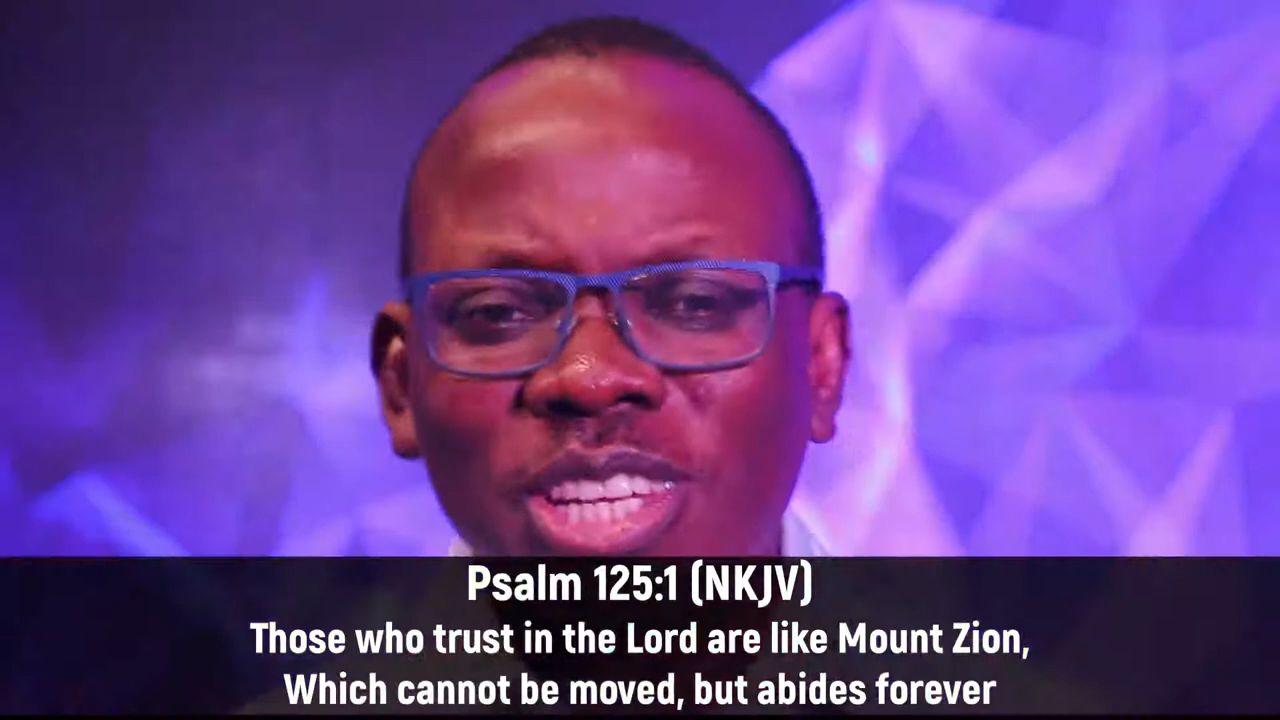 Psalm 125:1 (NKJV)
Those who trust in the Lord are like Mount Zion,
Which cannot be moved, but abides forever